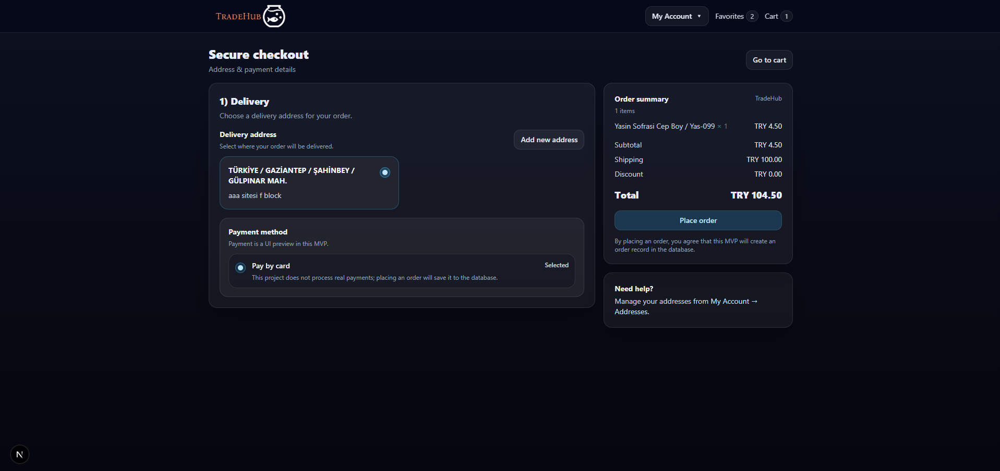 TRADEHUB
My Account ▼
Favorites 2
Cart 1
Secure checkout
Address & payment details
Go to cart
1) Delivery
Choose a delivery address for your order.
Delivery address
Select where your order will be delivered.
Add new address
TÜRKİYE / GAZİANTEP / ŞAHİNBEY /
GÜLPINAR MAH.
aaa sitesi f block
Payment method
Payment is a UI preview in this MVP.
Pay by card
Selected
This project does not process real payments; placing an order will save it to the database.
Order summary
TradeHub
1 items
Yasin Sofrasi Cep Boy / Yas-099 × 1 TRY 4.50
Subtotal TRY 4.50
Shipping TRY 100.00
Discount TRY 0.00
Total TRY 104.50
Place order
By placing an order, you agree that this MVP will create an
order record in the database.
Need help?
Manage your addresses from My Account →
Addresses.
N